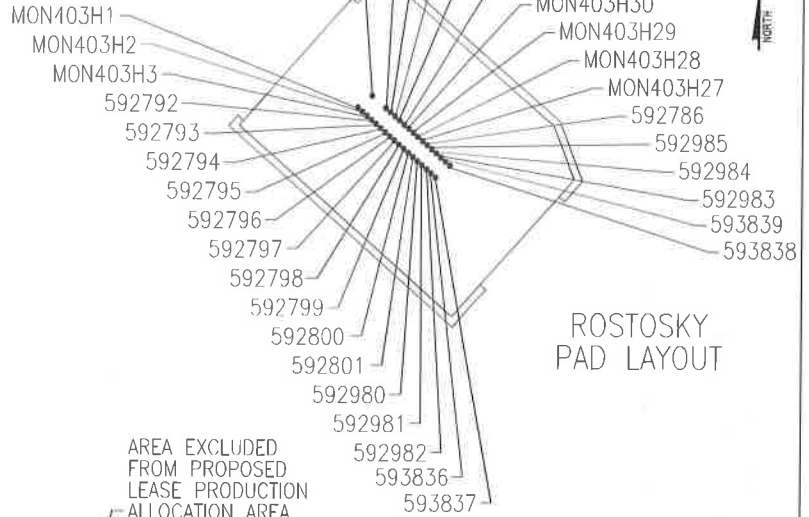 MON403H1
MON403H2
MON403H3
592792
592793
592794
592795
592796
592797
592798
592799
592800
592801
592980
592981
592982
593836
593837
MON403H30
MON403H29
MON403H28
MON403H27
592786
592985
592984
592983
593839
593838
NORTH
ROSTOSKY
PAD LAYOUT
AREA EXCLUDED
FROM PROPOSED
LEASE PRODUCTION
ALLOCATION AREA